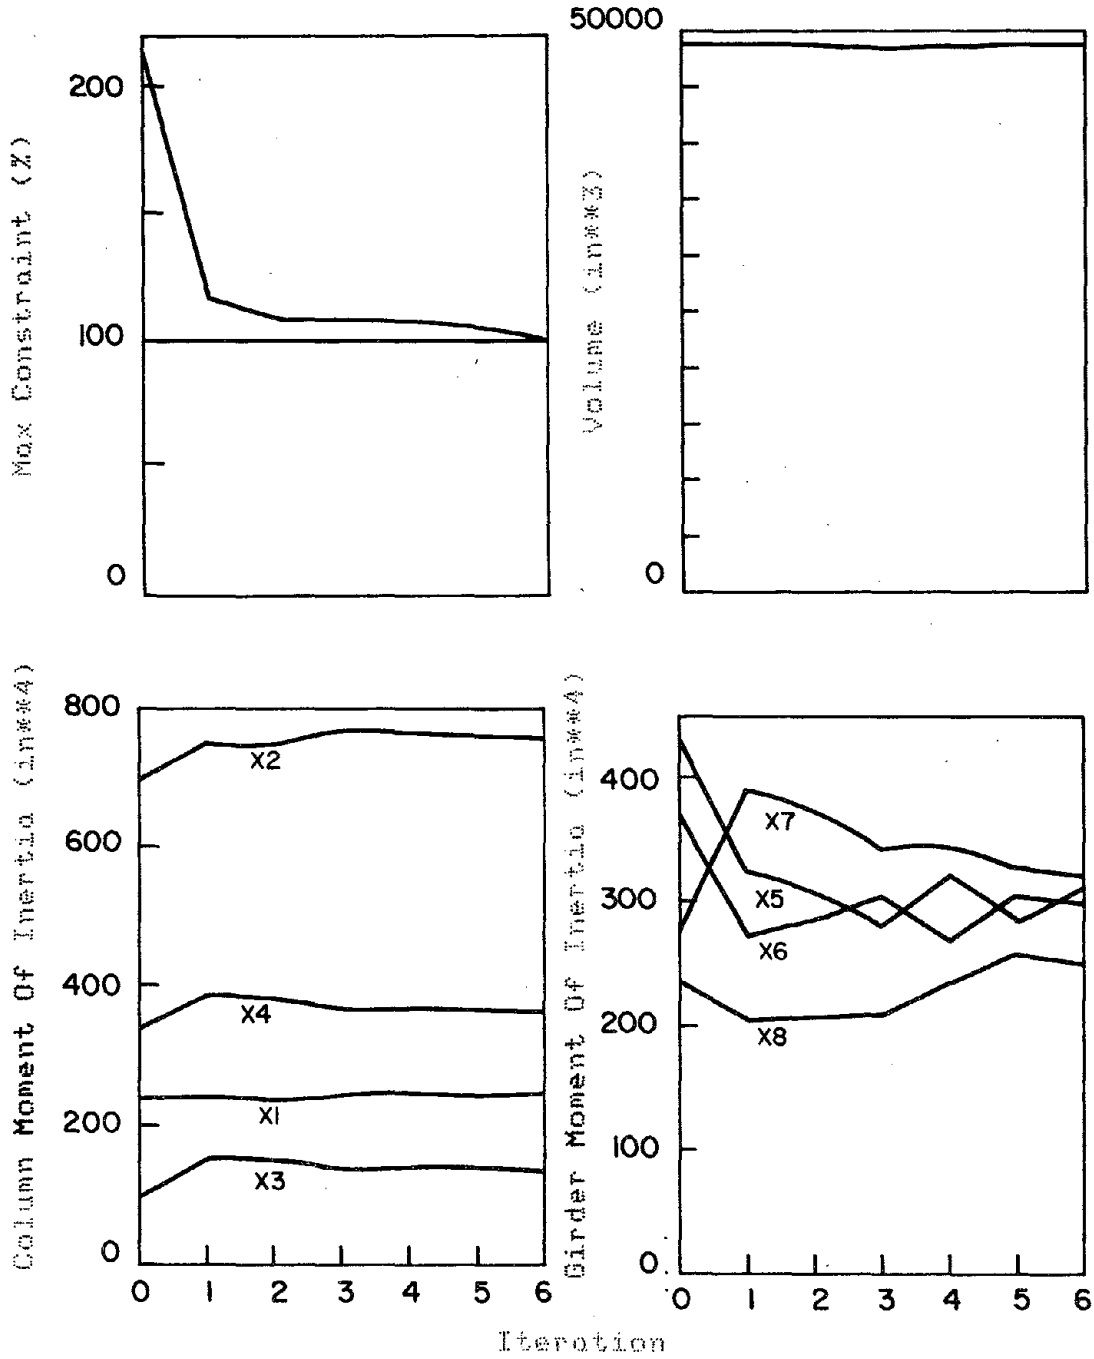 Max Constraint (%)
200
100
0
Volume (in**3)
50000
0
Column Moment Of Inertia (in**4)
800
600
400
200
0
X2
X4
X1
X3
0 1 2 3 4 5 6
Girder Moment Of Inertia (in**4)
400
300
200
100
0
X7
X5
X6
X8
0 1 2 3 4 5 6
Iteration